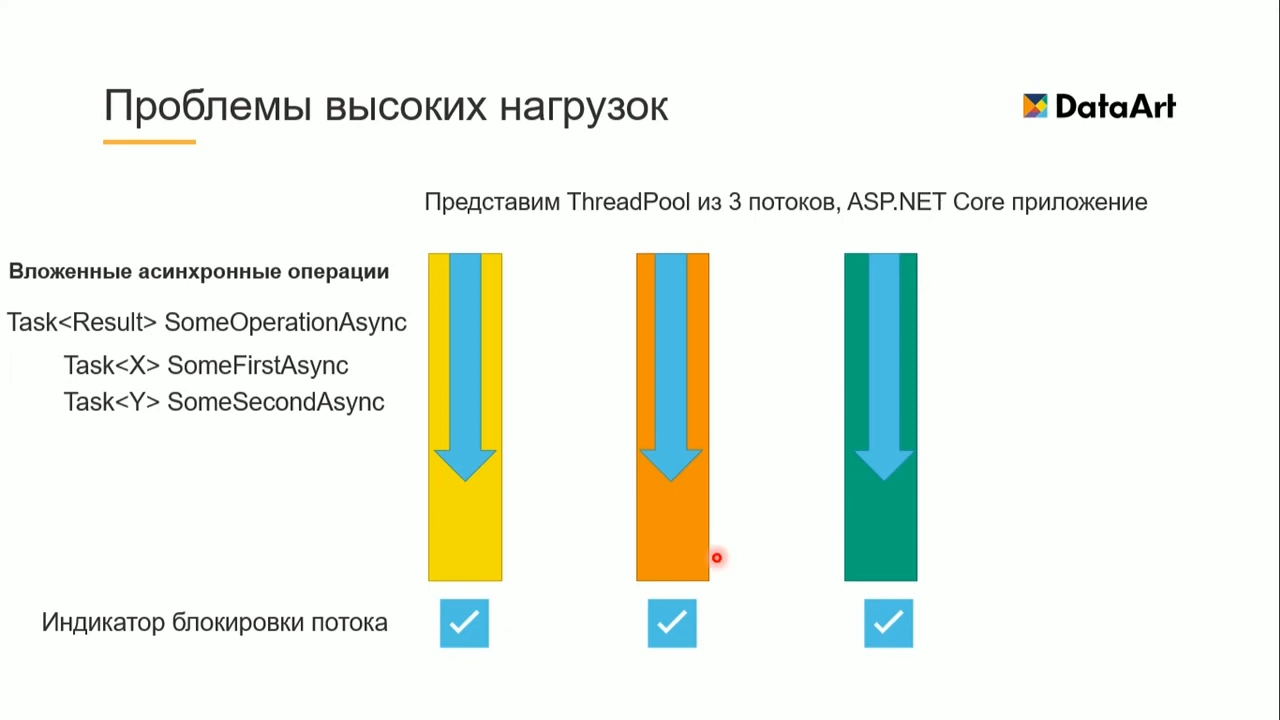 Проблемы высоких нагрузок
DataArt
Представим ThreadPool из 3 потоков, ASP.NET Core приложение
Вложенные асинхронные операции
Task<Result> SomeOperationAsync
Task<X> SomeFirstAsync
Task<Y> SomeSecondAsync
Индикатор блокировки потока